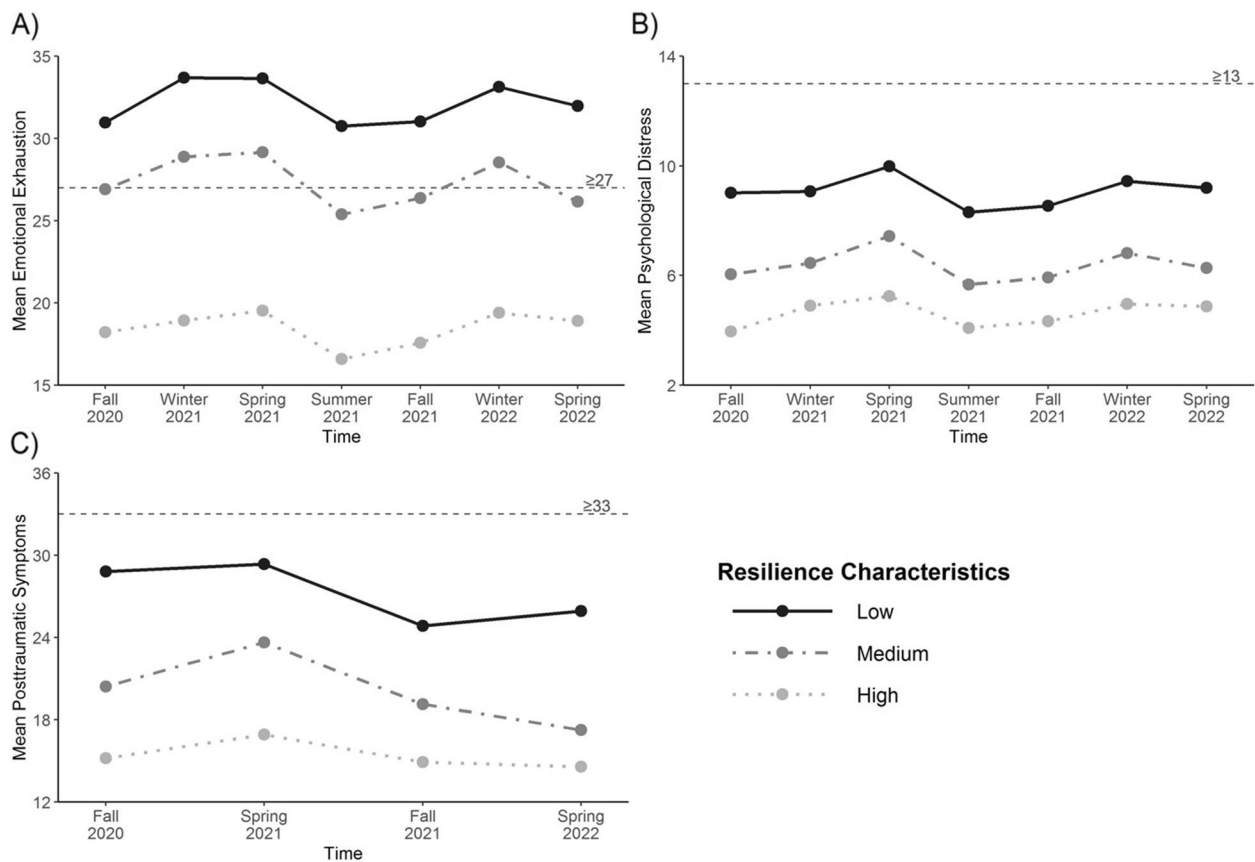 A)
Mean Emotional Exhaustion
35
30
25
20
15
≥27
Fall 2020
Winter 2021
Spring 2021
Summer 2021
Fall 2021
Winter 2022
Spring 2022
Time
B)
Mean Psychological Distress
14
10
6
2
≥13
Fall 2020
Winter 2021
Spring 2021
Summer 2021
Fall 2021
Winter 2022
Spring 2022
Time
C)
Mean Posttraumatic Symptoms
36
30
24
18
12
≥33
Fall 2020
Spring 2021
Fall 2021
Spring 2022
Time
Resilience Characteristics
Low
Medium
High